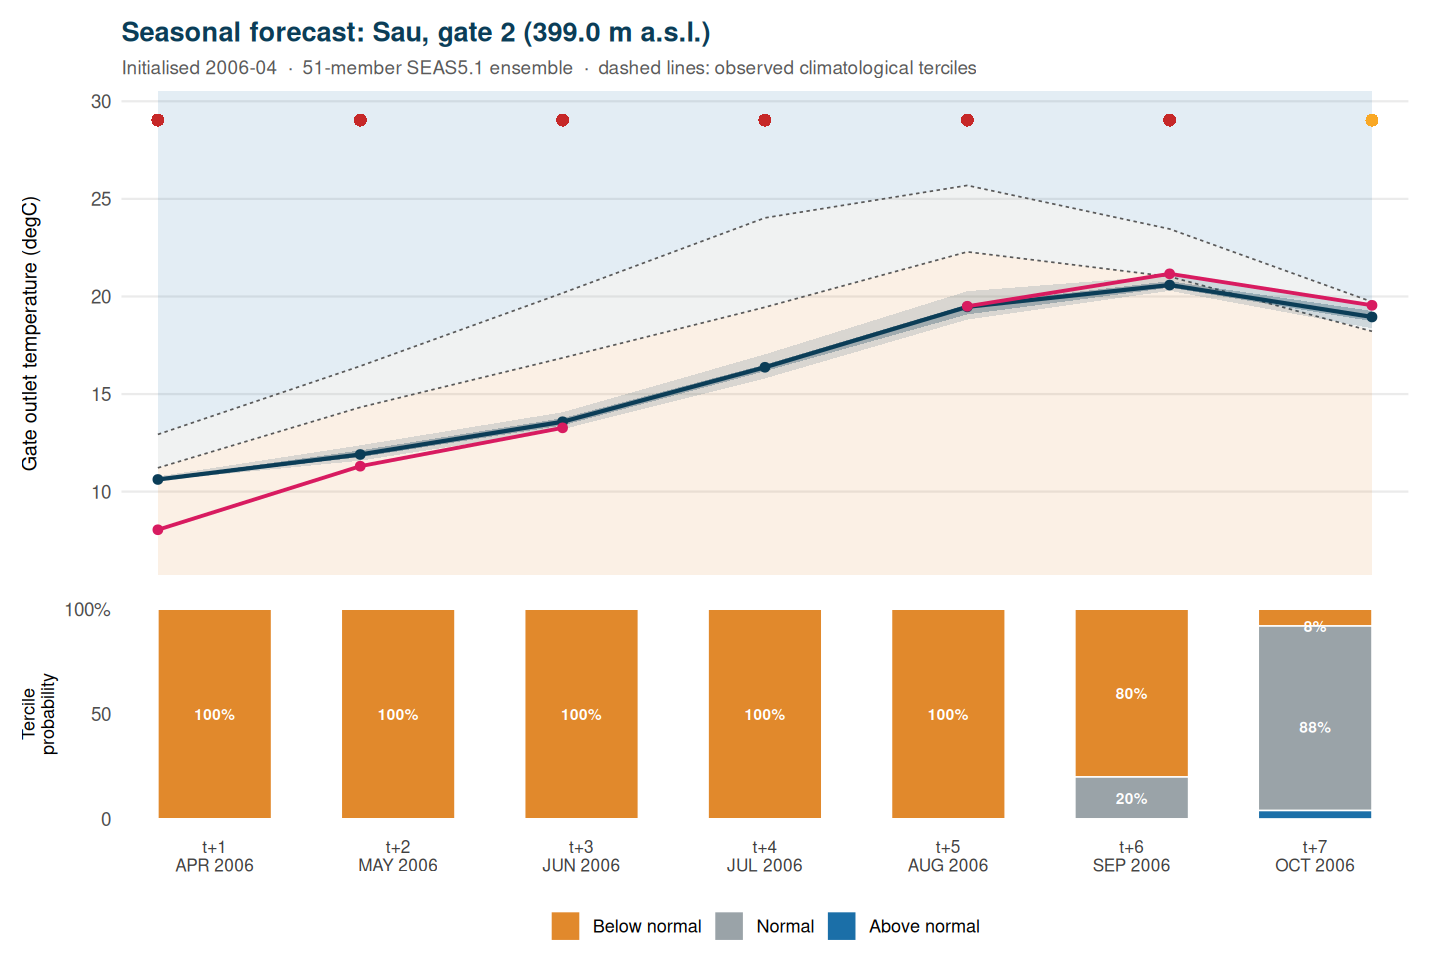 Seasonal forecast: Sau, gate 2 (399.0 m a.s.l.)
Initialised 2006-04 · 51-member SEAS5.1 ensemble · dashed lines: observed climatological terciles
Gate outlet temperature (degC)
30
25
20
15
10
Tercile
probability
100%
50
0
100%
100%
100%
100%
100%
80%
20%
8%
88%
t+1
APR 2006
t+2
MAY 2006
t+3
JUN 2006
t+4
JUL 2006
t+5
AUG 2006
t+6
SEP 2006
t+7
OCT 2006
Below normal
Normal
Above normal